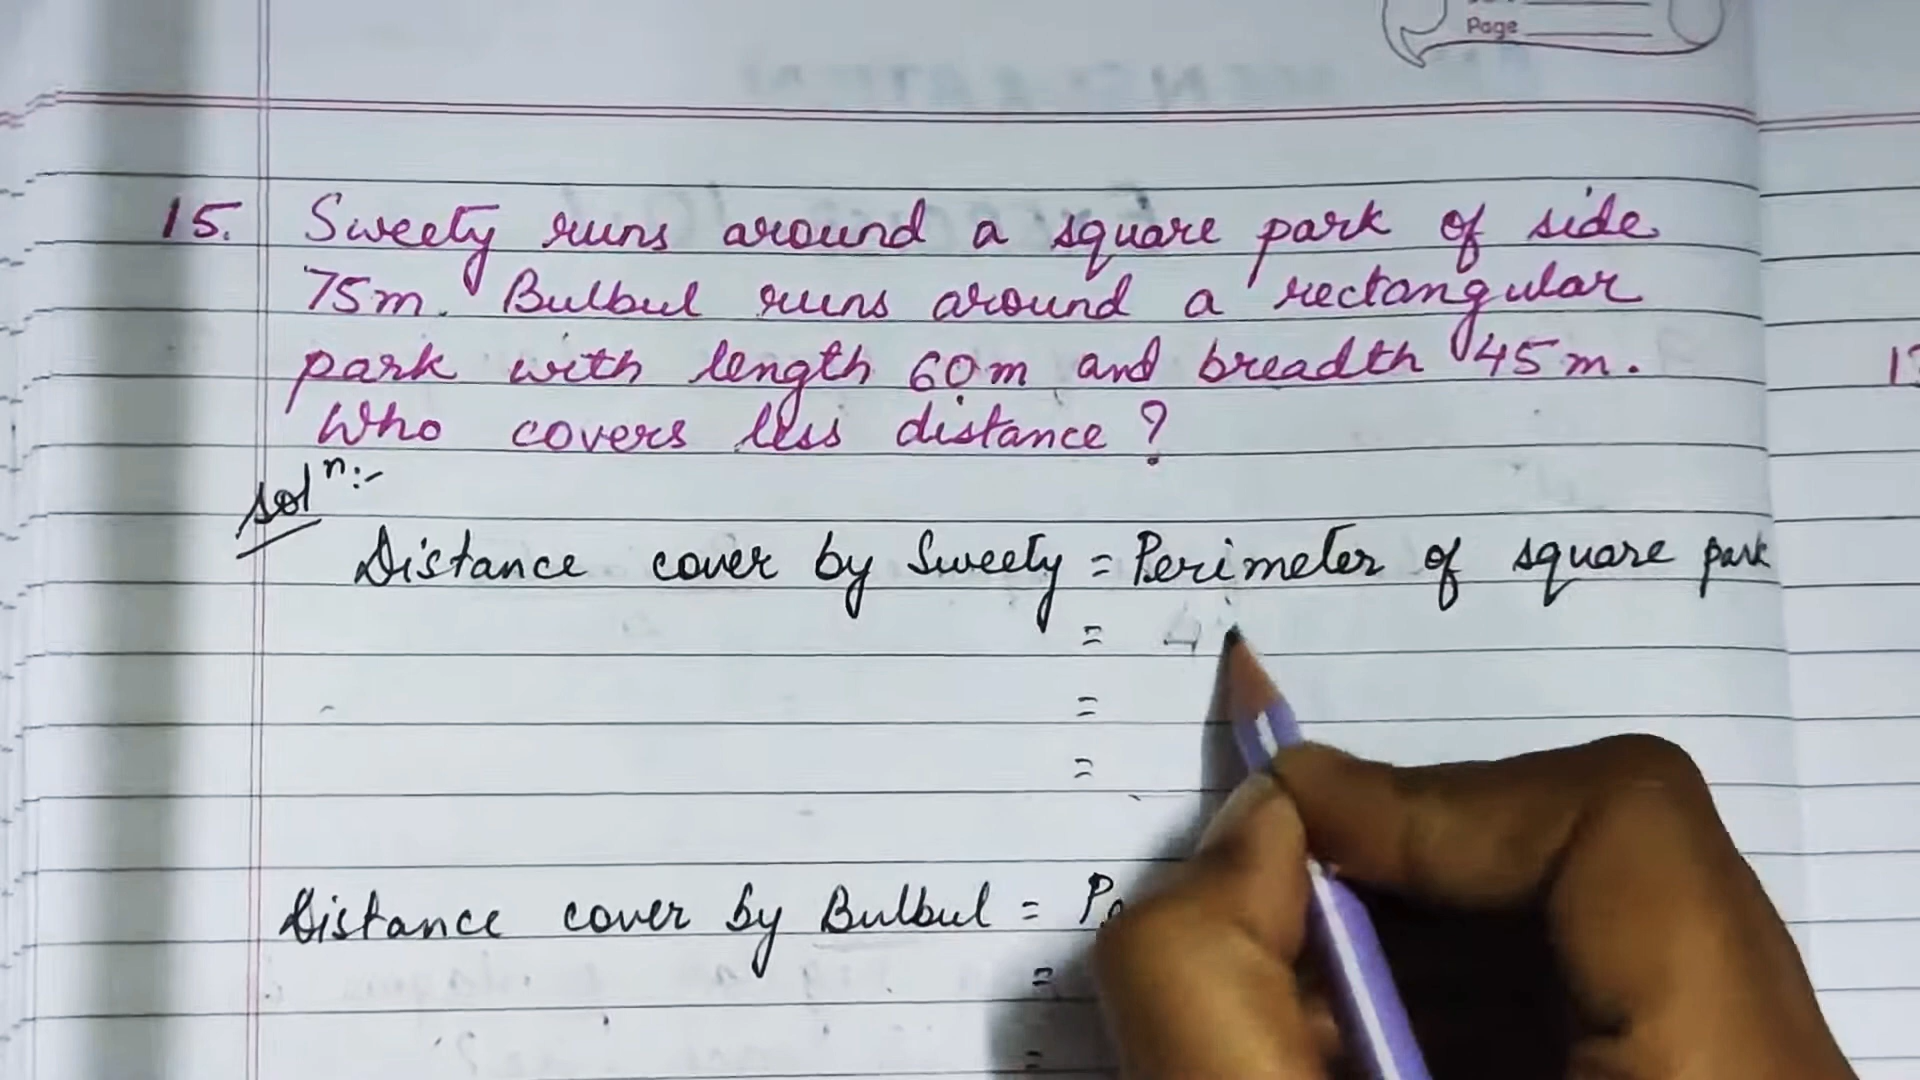 Page
15. Sweety runs around a square park of side
75m. Bulbul runs around a rectangular
park with length 60m and breadth 45m.
Who covers less distance?
Solⁿ:-
Distance cover by Sweety = Perimeter of square park
= 4
=
=
Distance cover by Bulbul =
=
=